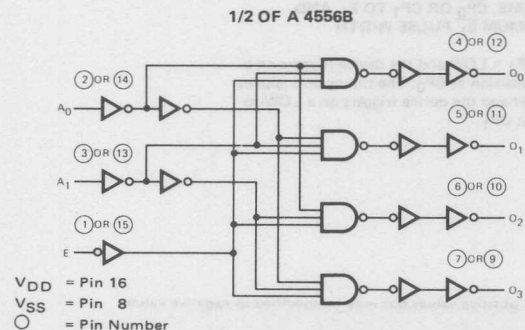 1/2 OF A 4556B
④ OR ⑫
② OR ⑭
O0
A0
⑤ OR ⑪
O1
③ OR ⑬
A1
⑥ OR ⑩
O2
① OR ⑮
E
⑦ OR ⑨
O3
VDD = Pin 16
VSS = Pin 8
○ = Pin Number